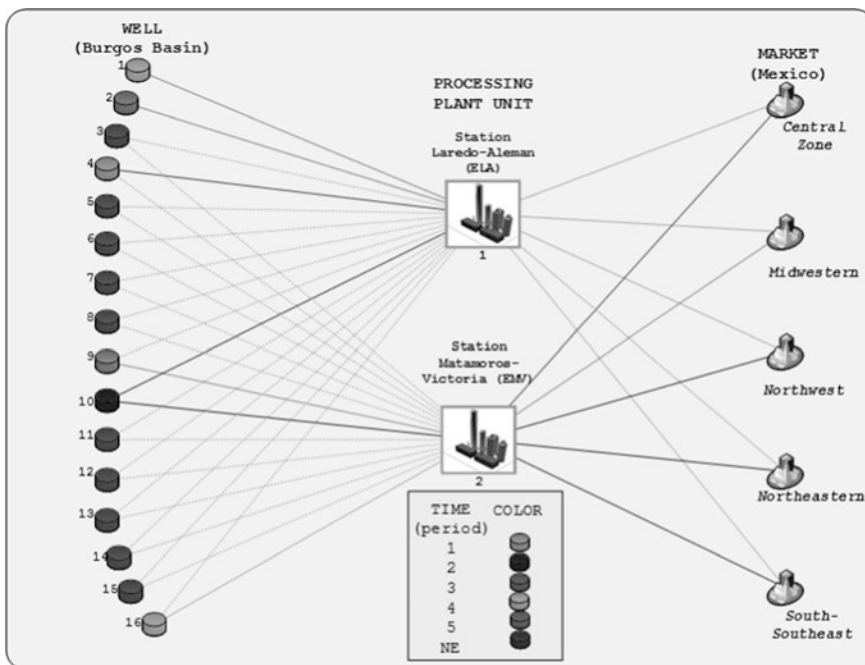 WELL
(Burgos Basin)
1
2
3
4
5
6
7
8
9
10
11
12
13
14
15
16
PROCESSING
PLANT UNIT
Station
Laredo-Aleman
(ELA)
1
Station
Matamoros-
Victoria (EMV)
2
TIME COLOR
(period)
1
2
3
4
5
NE
MARKET
(Mexico)
Central
Zone
Midwestern
Northwest
Northeastern
South-
Southeast